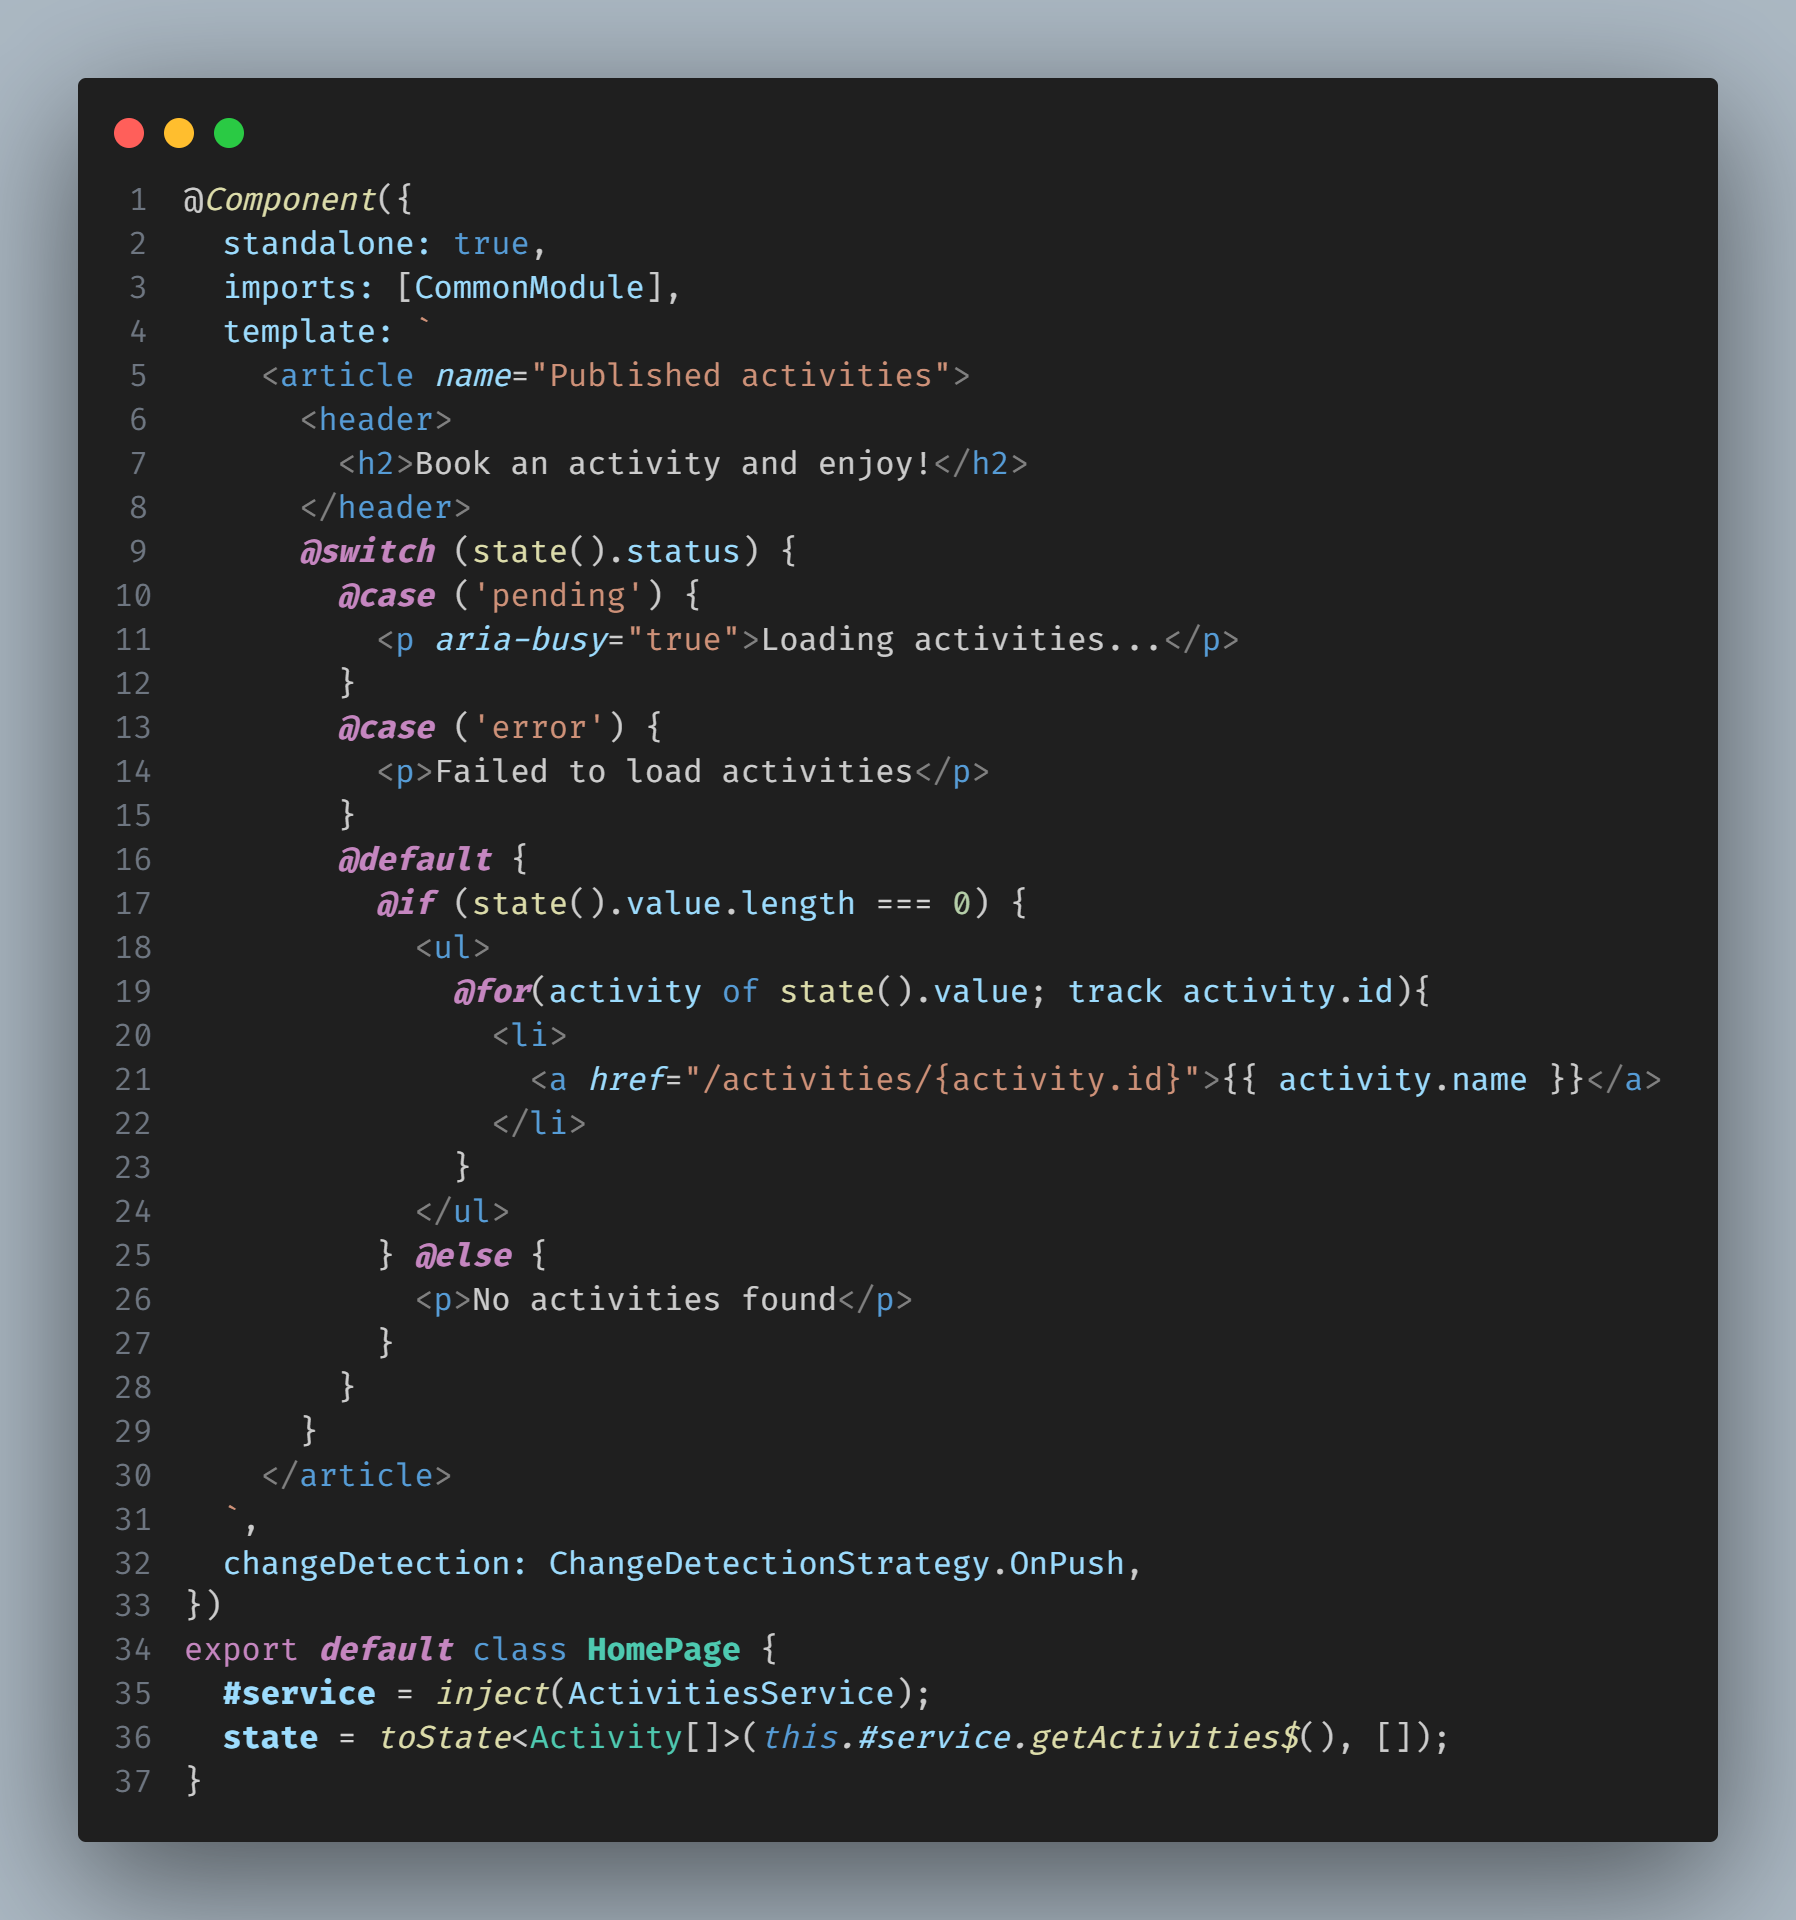 1 @Component({
2   standalone: true,
3   imports: [CommonModule],
4   template: `
5     <article name="Published activities">
6       <header>
7         <h2>Book an activity and enjoy!</h2>
8       </header>
9       @switch (state().status) {
10         @case ('pending') {
11           <p aria-busy="true">Loading activities...</p>
12         }
13         @case ('error') {
14           <p>Failed to load activities</p>
15         }
16         @default {
17           @if (state().value.length === 0) {
18             <ul>
19               @for(activity of state().value; track activity.id){
20                 <li>
21                   <a href="/activities/{activity.id}">{{ activity.name }}</a>
22                 </li>
23               }
24             </ul>
25           } @else {
26             <p>No activities found</p>
27           }
28         }
29       }
30     </article>
31   `,
32   changeDetection: ChangeDetectionStrategy.OnPush,
33 })
34 export default class HomePage {
35   #service = inject(ActivitiesService);
36   state = toState<Activity[]>(this.#service.getActivities$(), []);
37 }